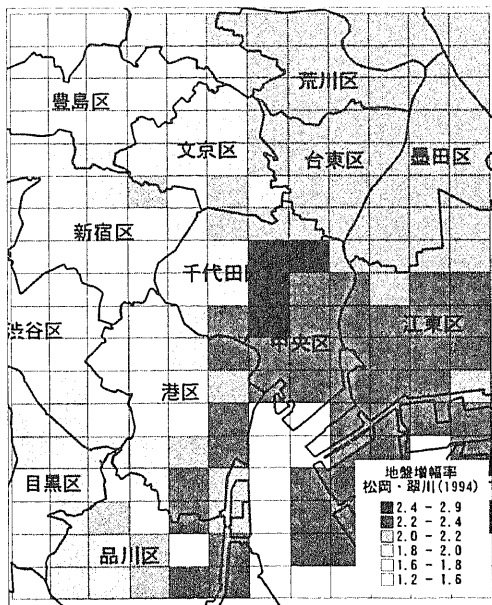 荒川区
豊島区
文京区
台東区
墨田区
新宿区
千代田
渋谷区
中央区
江東区
港区
目黒区
品川区
地盤増幅率
松岡・翠川(1994)
2.4 - 2.9
2.2 - 2.4
2.0 - 2.2
1.8 - 2.0
1.6 - 1.8
1.2 - 1.6